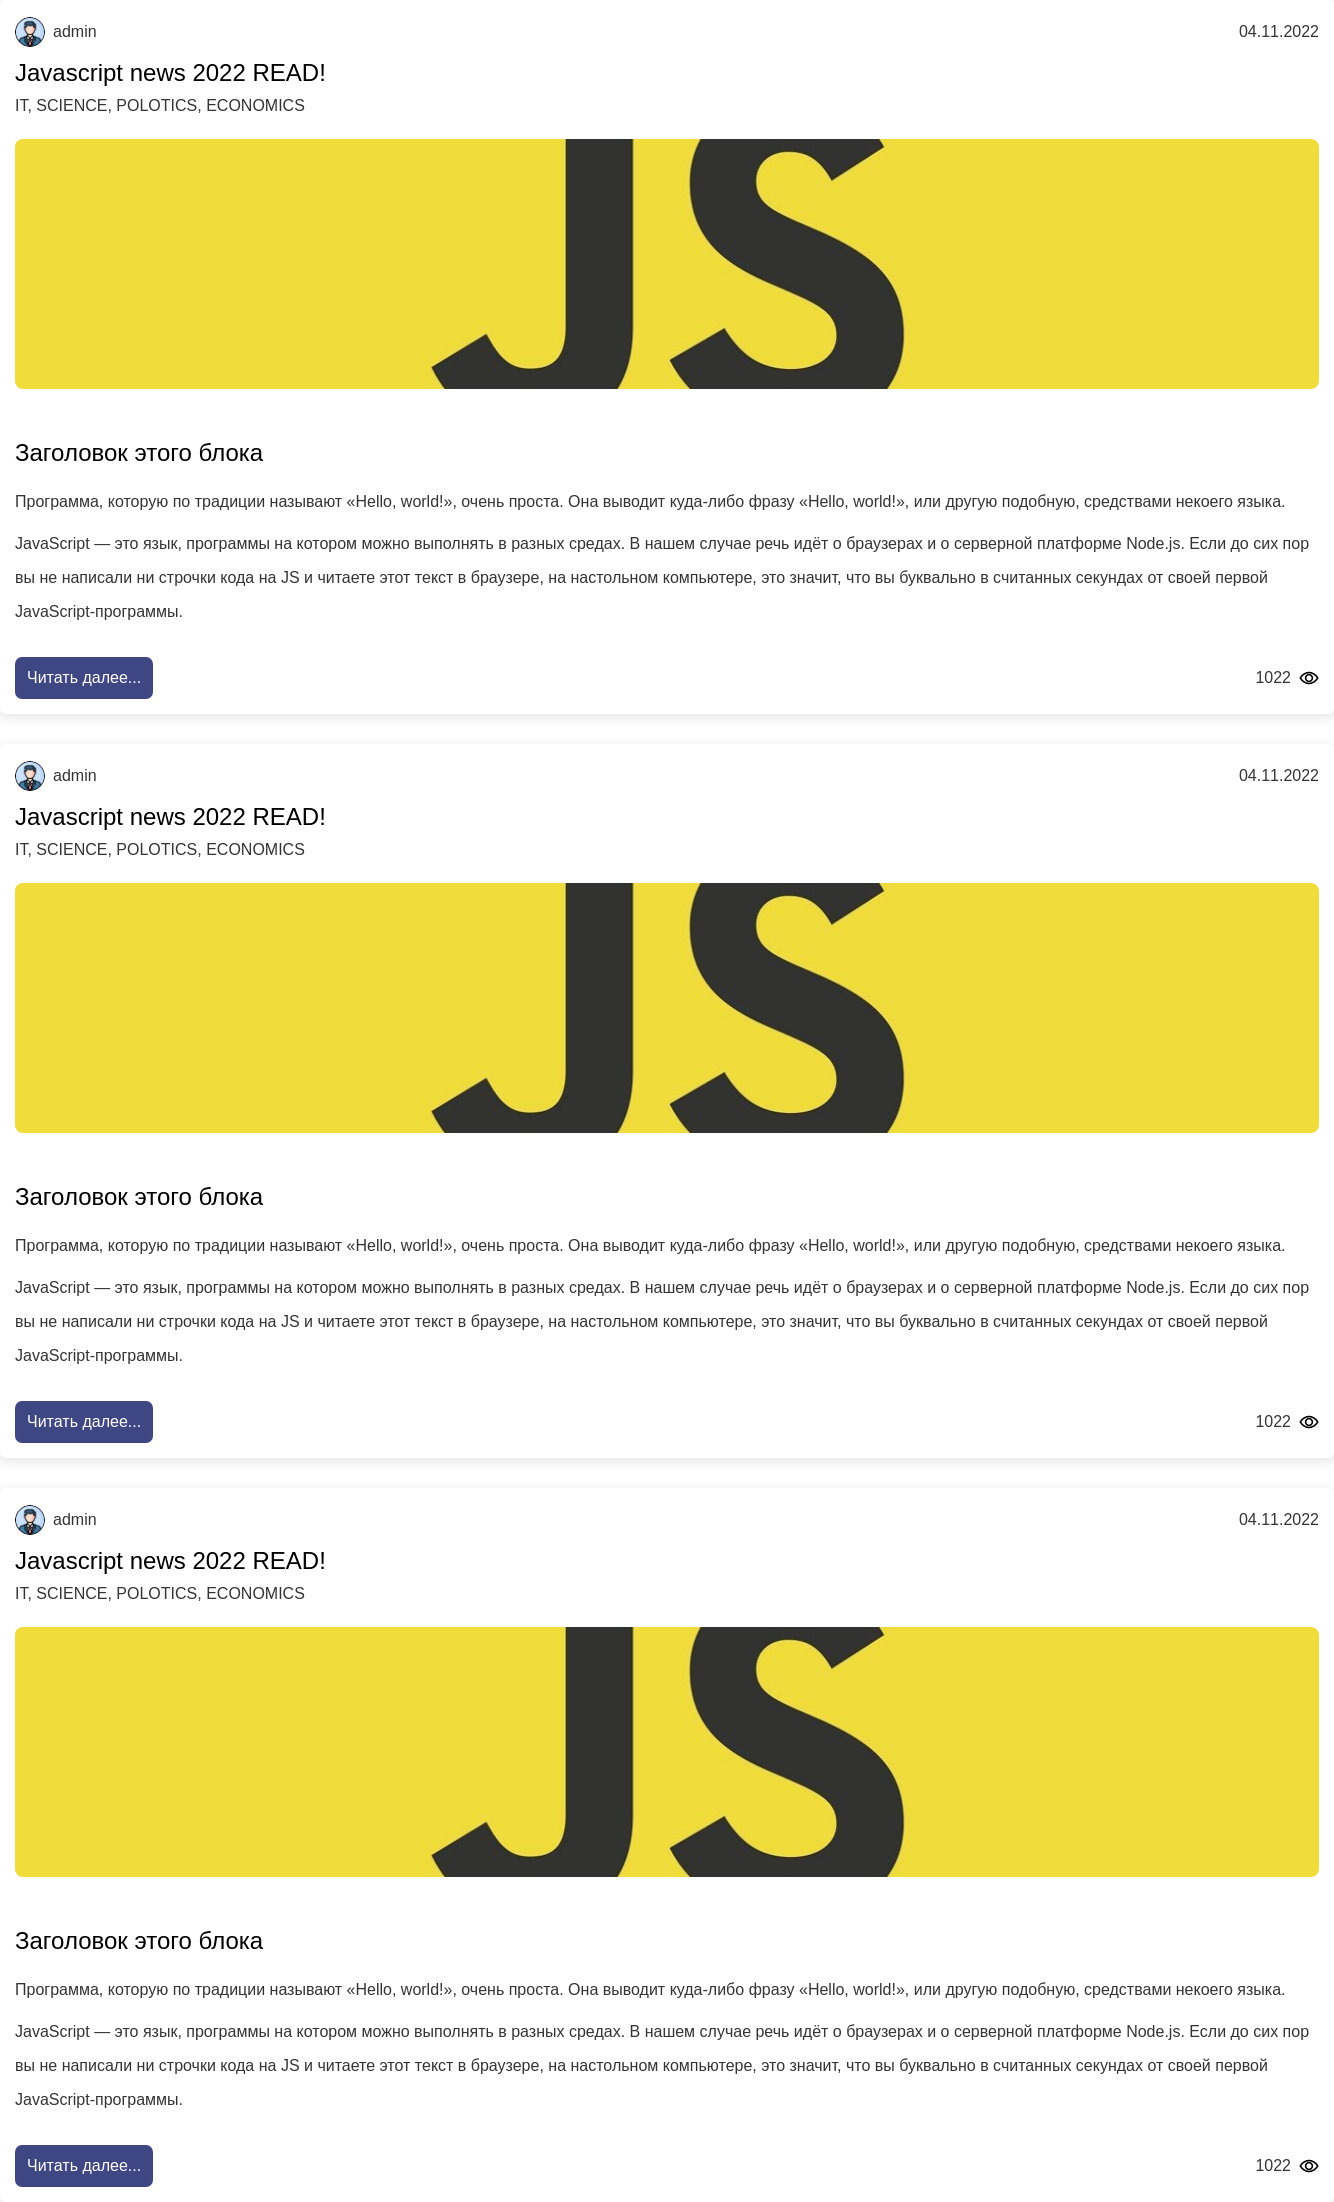 admin
04.11.2022
Javascript news 2022 READ!
IT, SCIENCE, POLOTICS, ECONOMICS
JS
Заголовок этого блока
Программа, которую по традиции называют «Hello, world!», очень проста. Она выводит куда-либо фразу «Hello, world!», или другую подобную, средствами некоего языка.
JavaScript — это язык, программы на котором можно выполнять в разных средах. В нашем случае речь идёт о браузерах и о серверной платформе Node.js. Если до сих пор
вы не написали ни строчки кода на JS и читаете этот текст в браузере, на настольном компьютере, это значит, что вы буквально в считанных секундах от своей первой
JavaScript-программы.
Читать далее...
1022
admin
04.11.2022
Javascript news 2022 READ!
IT, SCIENCE, POLOTICS, ECONOMICS
JS
Заголовок этого блока
Программа, которую по традиции называют «Hello, world!», очень проста. Она выводит куда-либо фразу «Hello, world!», или другую подобную, средствами некоего языка.
JavaScript — это язык, программы на котором можно выполнять в разных средах. В нашем случае речь идёт о браузерах и о серверной платформе Node.js. Если до сих пор
вы не написали ни строчки кода на JS и читаете этот текст в браузере, на настольном компьютере, это значит, что вы буквально в считанных секундах от своей первой
JavaScript-программы.
Читать далее...
1022
admin
04.11.2022
Javascript news 2022 READ!
IT, SCIENCE, POLOTICS, ECONOMICS
JS
Заголовок этого блока
Программа, которую по традиции называют «Hello, world!», очень проста. Она выводит куда-либо фразу «Hello, world!», или другую подобную, средствами некоего языка.
JavaScript — это язык, программы на котором можно выполнять в разных средах. В нашем случае речь идёт о браузерах и о серверной платформе Node.js. Если до сих пор
вы не написали ни строчки кода на JS и читаете этот текст в браузере, на настольном компьютере, это значит, что вы буквально в считанных секундах от своей первой
JavaScript-программы.
Читать далее...
1022